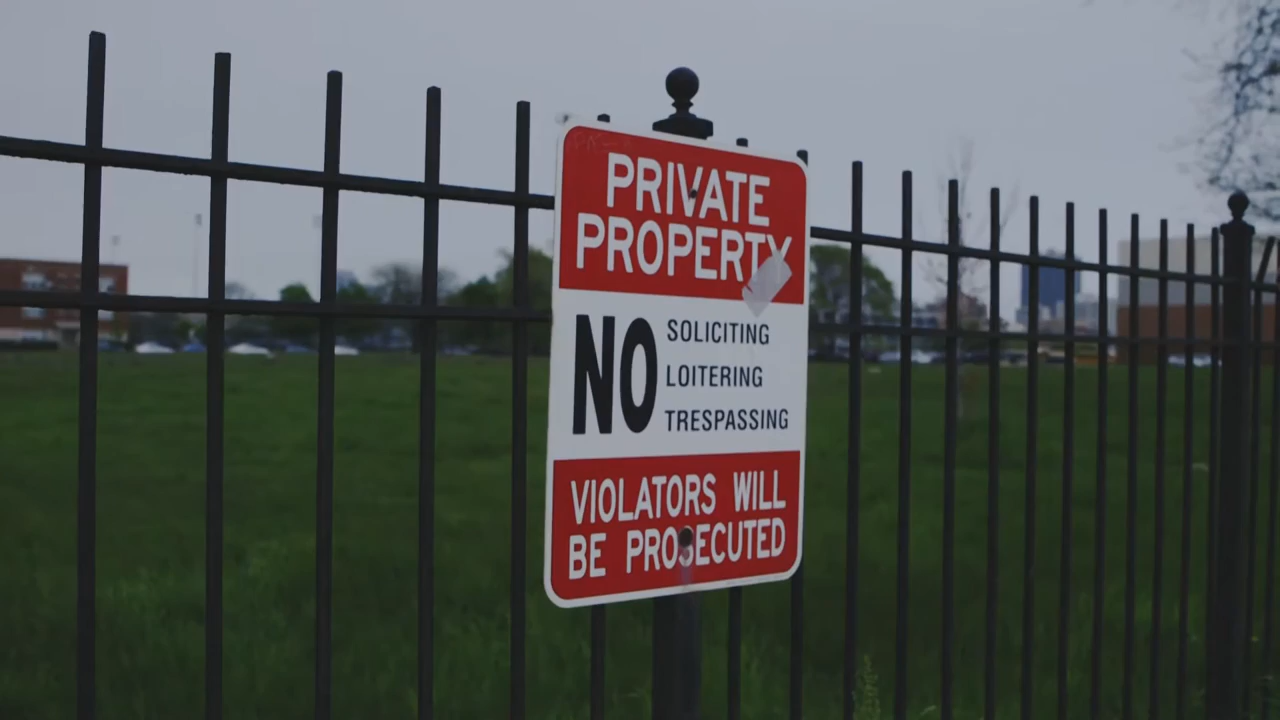 PRIVATE
PROPERTY
NO SOLICITING
LOITERING
TRESPASSING
VIOLATORS WILL
BE PROSECUTED